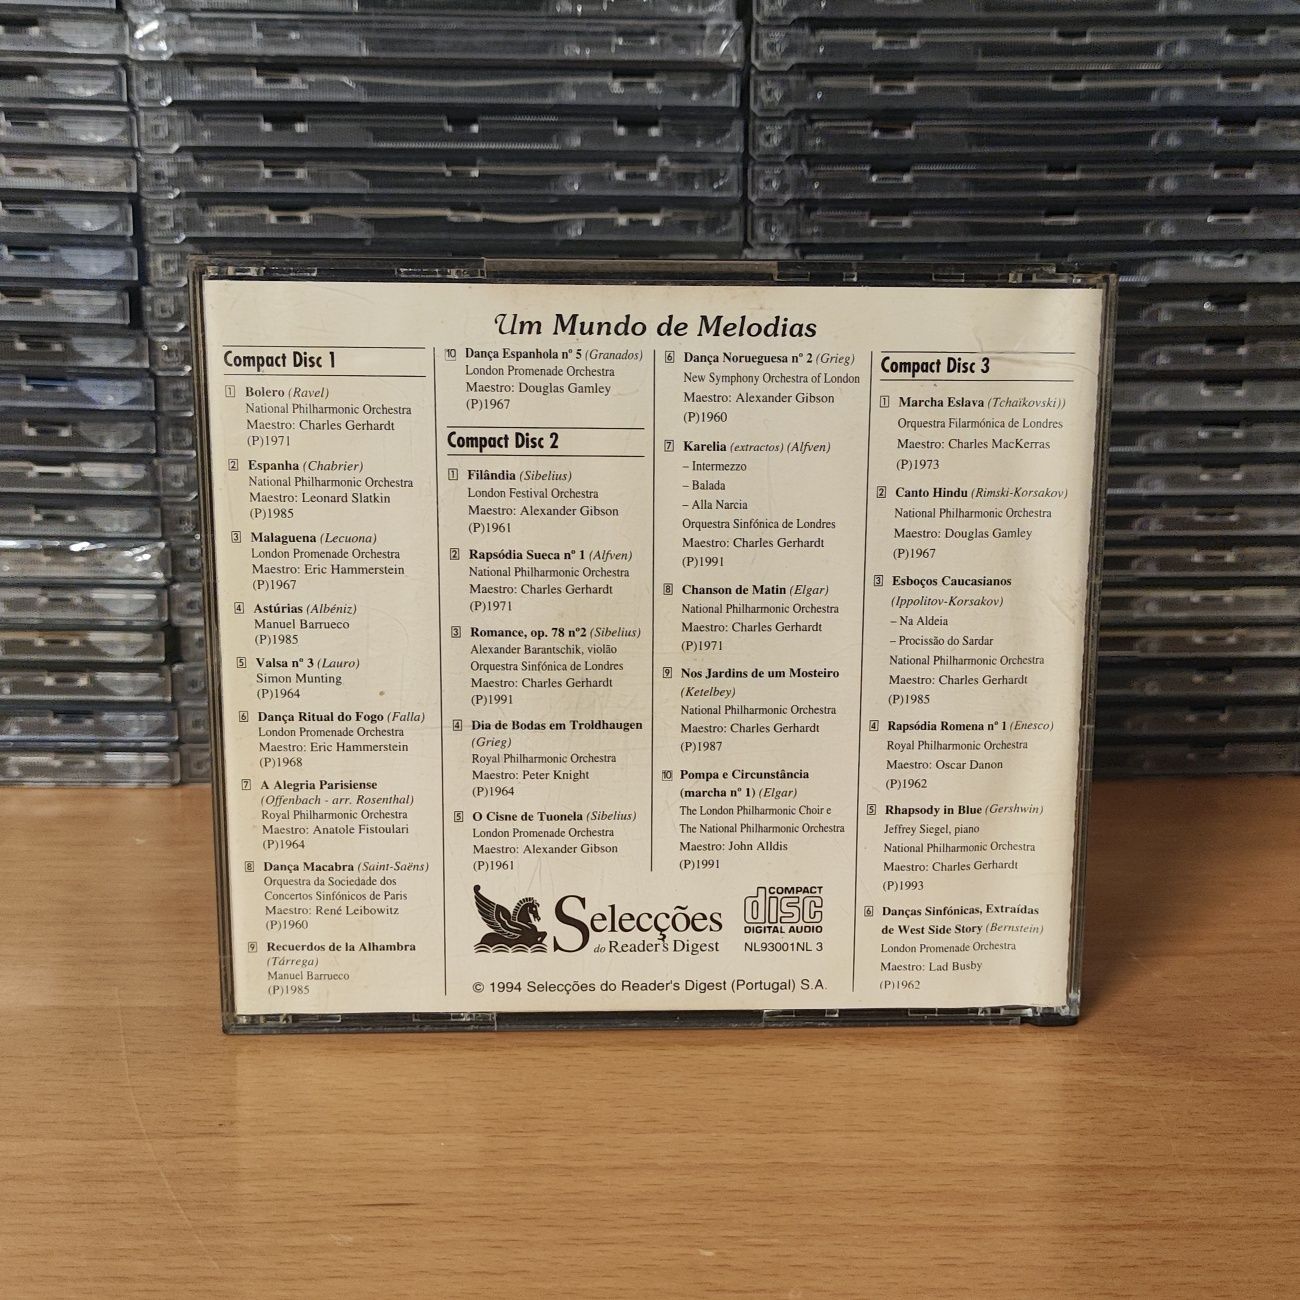 Um Mundo de Melodias
Compact Disc 1
1 Bolero (Ravel)
National Philharmonic Orchestra
Maestro: Charles Gerhardt
(P)1971
2 Espanha (Chabrier)
National Philharmonic Orchestra
Maestro: Leonard Slatkin
(P)1985
3 Malaguena (Lecuona)
London Promenade Orchestra
Maestro: Eric Hammerstein
(P)1967
4 Astúrias (Albéniz)
Manuel Barrueco
(P)1985
5 Valsa nº 3 (Lauro)
Simon Munting
(P)1964
6 Dança Ritual do Fogo (Falla)
London Promenade Orchestra
Maestro: Eric Hammerstein
(P)1968
7 A Alegria Parisiense
(Offenbach - arr. Rosenthal)
Royal Philharmonic Orchestra
Maestro: Anatole Fistoulari
(P)1964
8 Dança Macabra (Saint-Saëns)
Orquestra da Sociedade dos
Concertos Sinfónicos de Paris
Maestro: René Leibowitz
(P)1960
9 Recuerdos de la Alhambra
(Tárrega)
Manuel Barrueco
(P)1985
10 Dança Espanhola nº 5 (Granados)
London Promenade Orchestra
Maestro: Douglas Gamley
(P)1967
Compact Disc 2
1 Filândia (Sibelius)
London Festival Orchestra
Maestro: Alexander Gibson
(P)1961
2 Rapsódia Sueca nº 1 (Alfven)
National Philharmonic Orchestra
Maestro: Charles Gerhardt
(P)1971
3 Romance, op. 78 nº2 (Sibelius)
Alexander Barantschik, violão
Orquestra Sinfónica de Londres
Maestro: Charles Gerhardt
(P)1991
4 Dia de Bodas em Troldhaugen
(Grieg)
Royal Philharmonic Orchestra
Maestro: Peter Knight
(P)1964
5 O Cisne de Tuonela (Sibelius)
London Promenade Orchestra
Maestro: Alexander Gibson
(P)1961
6 Dança Norueguesa nº 2 (Grieg)
New Symphony Orchestra of London
Maestro: Alexander Gibson
(P)1960
7 Karelia (extractos) (Alfven)
– Intermezzo
– Balada
– Alla Narcia
Orquestra Sinfónica de Londres
Maestro: Charles Gerhardt
(P)1991
8 Chanson de Matin (Elgar)
National Philharmonic Orchestra
Maestro: Charles Gerhardt
(P)1971
9 Nos Jardins de um Mosteiro
(Ketelbey)
National Philharmonic Orchestra
Maestro: Charles Gerhardt
(P)1987
10 Pompa e Circunstância
(marcha nº 1) (Elgar)
The London Philharmonic Choir e
The National Philharmonic Orchestra
Maestro: John Alldis
(P)1991
Compact Disc 3
1 Marcha Eslava (Tchaïkovski))
Orquestra Filarmónica de Londres
Maestro: Charles MacKerras
(P)1973
2 Canto Hindu (Rimski-Korsakov)
National Philharmonic Orchestra
Maestro: Douglas Gamley
(P)1967
3 Esboços Caucasianos
(Ippolitov-Korsakov)
– Na Aldeia
– Procissão do Sardar
National Philharmonic Orchestra
Maestro: Charles Gerhardt
(P)1985
4 Rapsódia Romena nº 1 (Enesco)
Royal Philharmonic Orchestra
Maestro: Oscar Danon
(P)1962
5 Rhapsody in Blue (Gershwin)
Jeffrey Siegel, piano
National Philharmonic Orchestra
Maestro: Charles Gerhardt
(P)1993
6 Danças Sinfónicas, Extraídas
de West Side Story (Bernstein)
London Promenade Orchestra
Maestro: Lad Busby
(P)1962
Selecções
do Reader's Digest
COMPACT
disc
DIGITAL AUDIO
NL93001NL 3
© 1994 Selecções do Reader's Digest (Portugal) S.A.